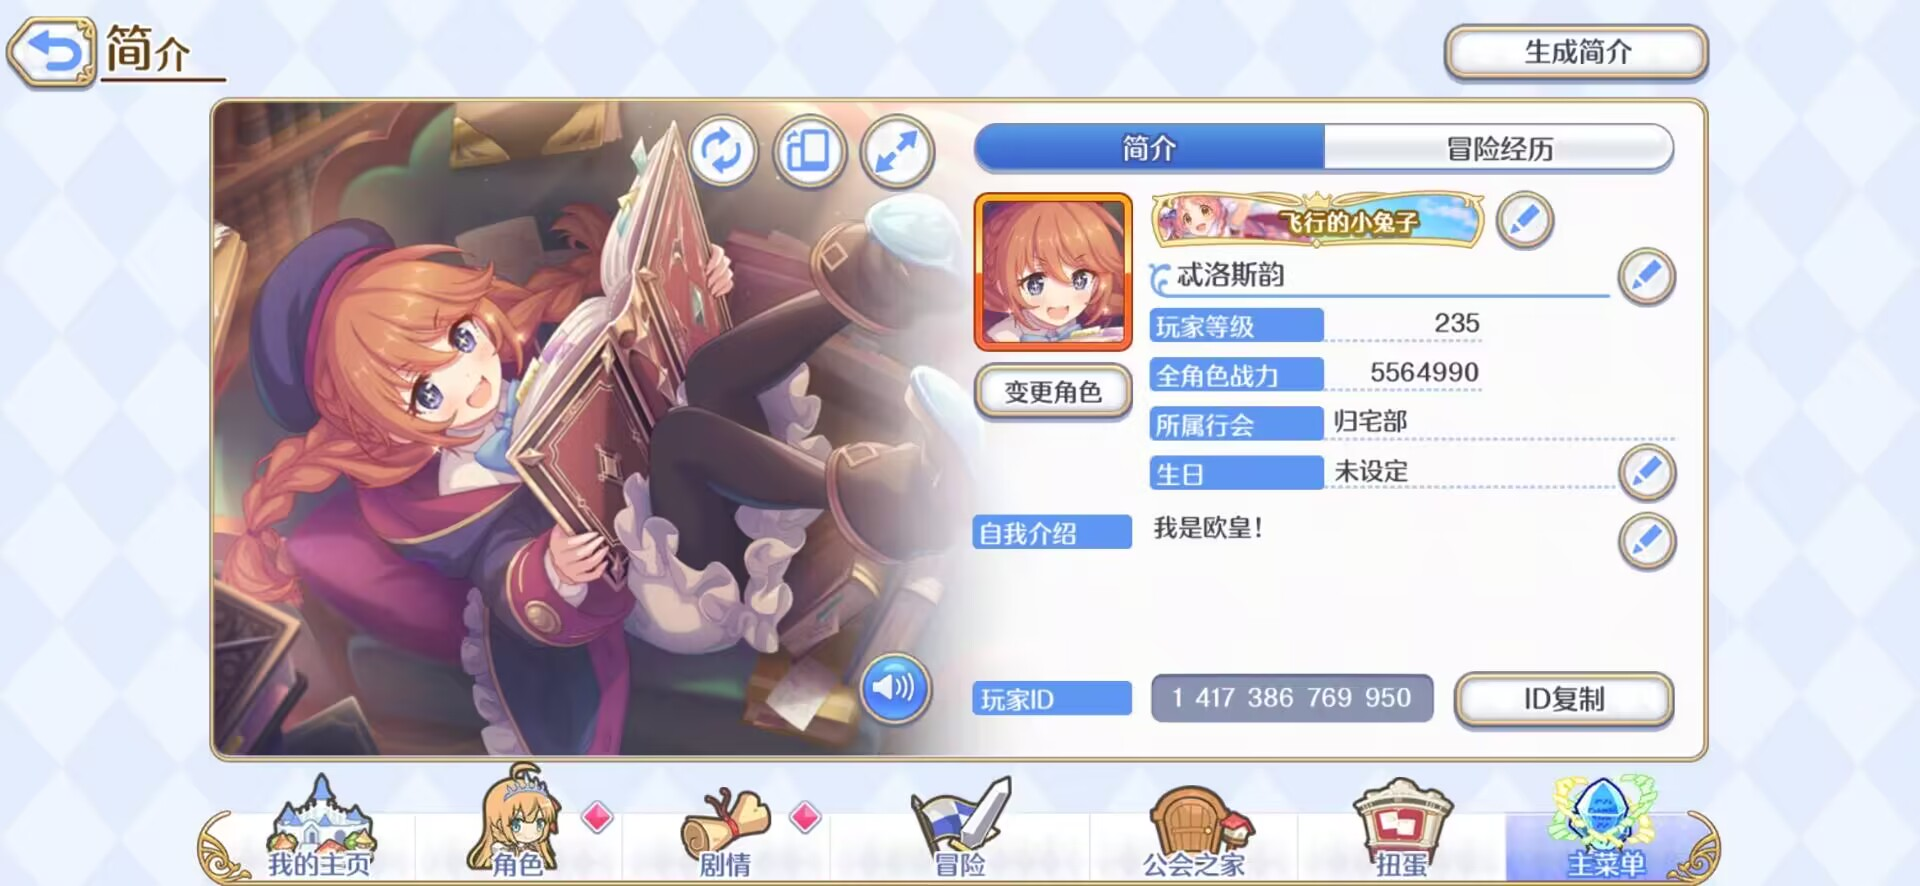 简介
生成简介
简介
冒险经历
飞行的小兔子
忒洛斯韵
变更角色
玩家等级 235
全角色战力 5564990
所属行会 归宅部
生日 未设定
自我介绍 我是欧皇！
玩家ID 1 417 386 769 950 ID复制
我的主页 角色 剧情 冒险 公会之家 扭蛋 主菜单